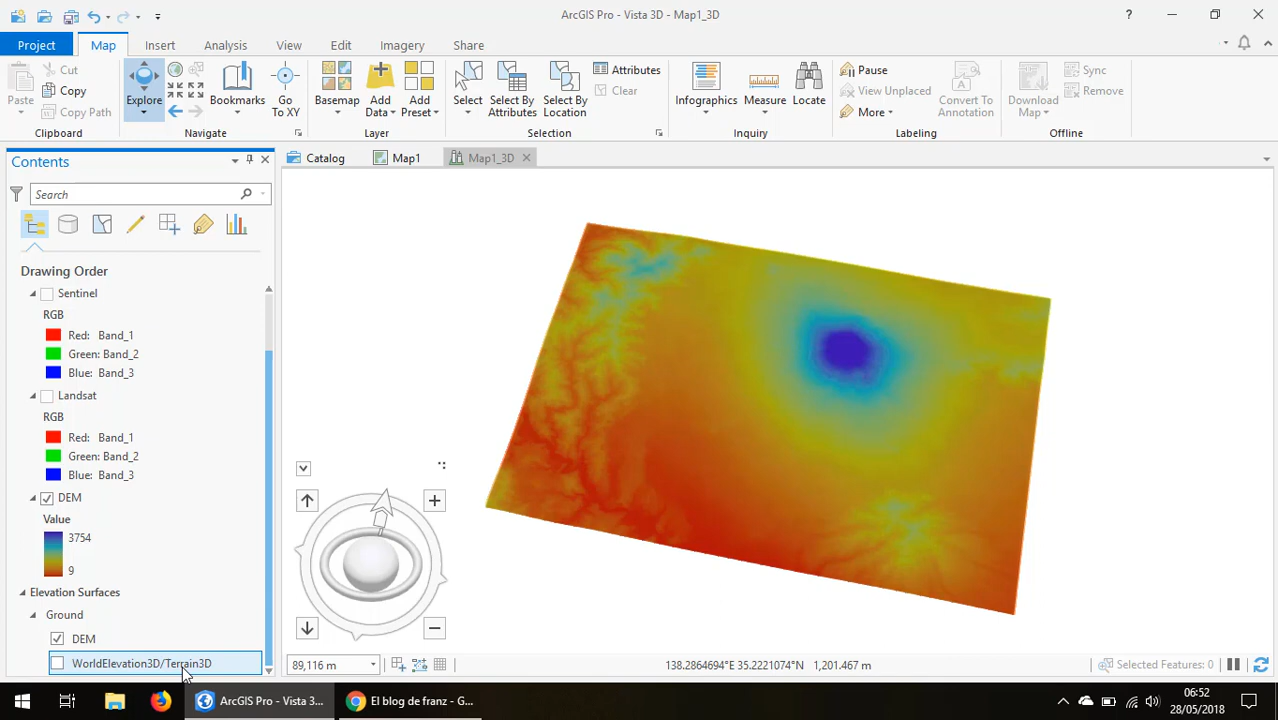 ArcGIS Pro - Vista 3D - Map1_3D
?
Project Map Insert Analysis View Edit Imagery Share
Paste
Cut
Copy
Copy Path
Clipboard
Explore
Bookmarks
Go To XY
Navigate
Basemap
Add Data
Add Preset
Layer
Select
Select By Attributes
Select By Location
Attributes
Clear
Selection
Infographics
Measure
Locate
Inquiry
Pause
View Unplaced
More
Convert To Annotation
Labeling
Download Map
Sync
Remove
Offline
Contents
Catalog
Map1
Map1_3D
Search
Drawing Order
Sentinel
RGB
Red: Band_1
Green: Band_2
Blue: Band_3
Landsat
RGB
Red: Band_1
Green: Band_2
Blue: Band_3
DEM
Value
3754
9
Elevation Surfaces
Ground
DEM
WorldElevation3D/Terrain3D
89,116 m
138.2864694°E 35.2221074°N
1,201.467 m
Selected Features: 0
ArcGIS Pro - Vista 3...
El blog de franz - G...
06:52
28/05/2018